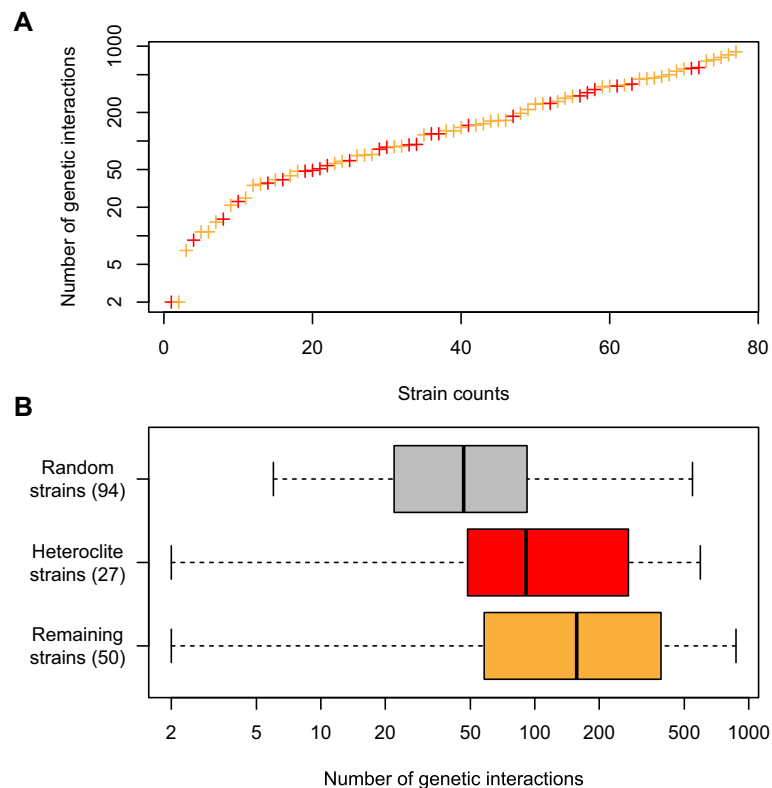 A
Number of genetic interactions
1000
200
50
20
5
2
0 20 40 60 80
Strain counts
B
Random
strains (94)
Heteroclite
strains (27)
Remaining
strains (50)
2 5 10 20 50 100 200 500 1000
Number of genetic interactions